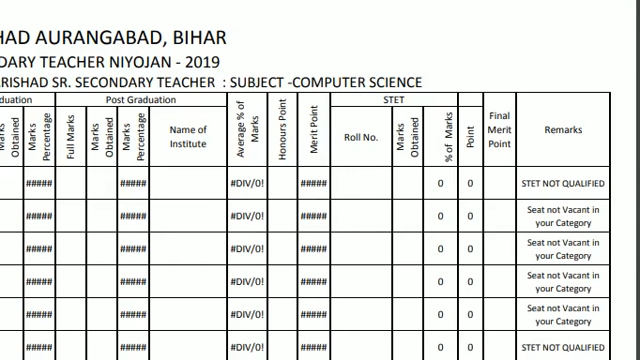 HAD AURANGABAD, BIHAR
DARY TEACHER NIYOJAN - 2019
RISHAD SR. SECONDARY TEACHER : SUBJECT -COMPUTER SCIENCE
duation Post Graduation STET
Marks Obtained Marks Percentage Full Marks Marks Obtained Marks Percentage Name of Institute Average % of Marks Honours Point Merit Point Roll No. Marks Obtained % of Marks Point Final Merit Point Remarks
##### ##### #DIV/0! ##### 0 0 STET NOT QUALIFIED
##### ##### #DIV/0! ##### 0 0 Seat not Vacant in
your Category
##### ##### #DIV/0! ##### 0 0 Seat not Vacant in
your Category
##### ##### #DIV/0! ##### 0 0 Seat not Vacant in
your Category
##### ##### #DIV/0! ##### 0 0 Seat not Vacant in
your Category
##### ##### #DIV/0! ##### 0 0 STET NOT QUALIFIED